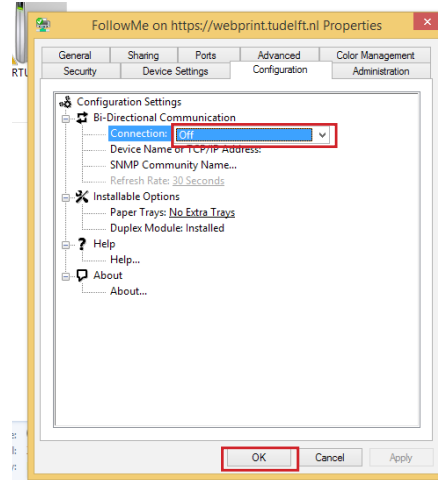 FollowMe on https://webprint.tudelft.nl Properties
General Sharing Ports Advanced Color Management
Security Device Settings Configuration Administration
Configuration Settings
Bi-Directional Communication
Connection: Off
Device Name or TCP/IP Address:
SNMP Community Name...
Refresh Rate: 30 Seconds
Installable Options
Paper Trays: No Extra Trays
Duplex Module: Installed
Help
Help...
About
About...
OK Cancel Apply